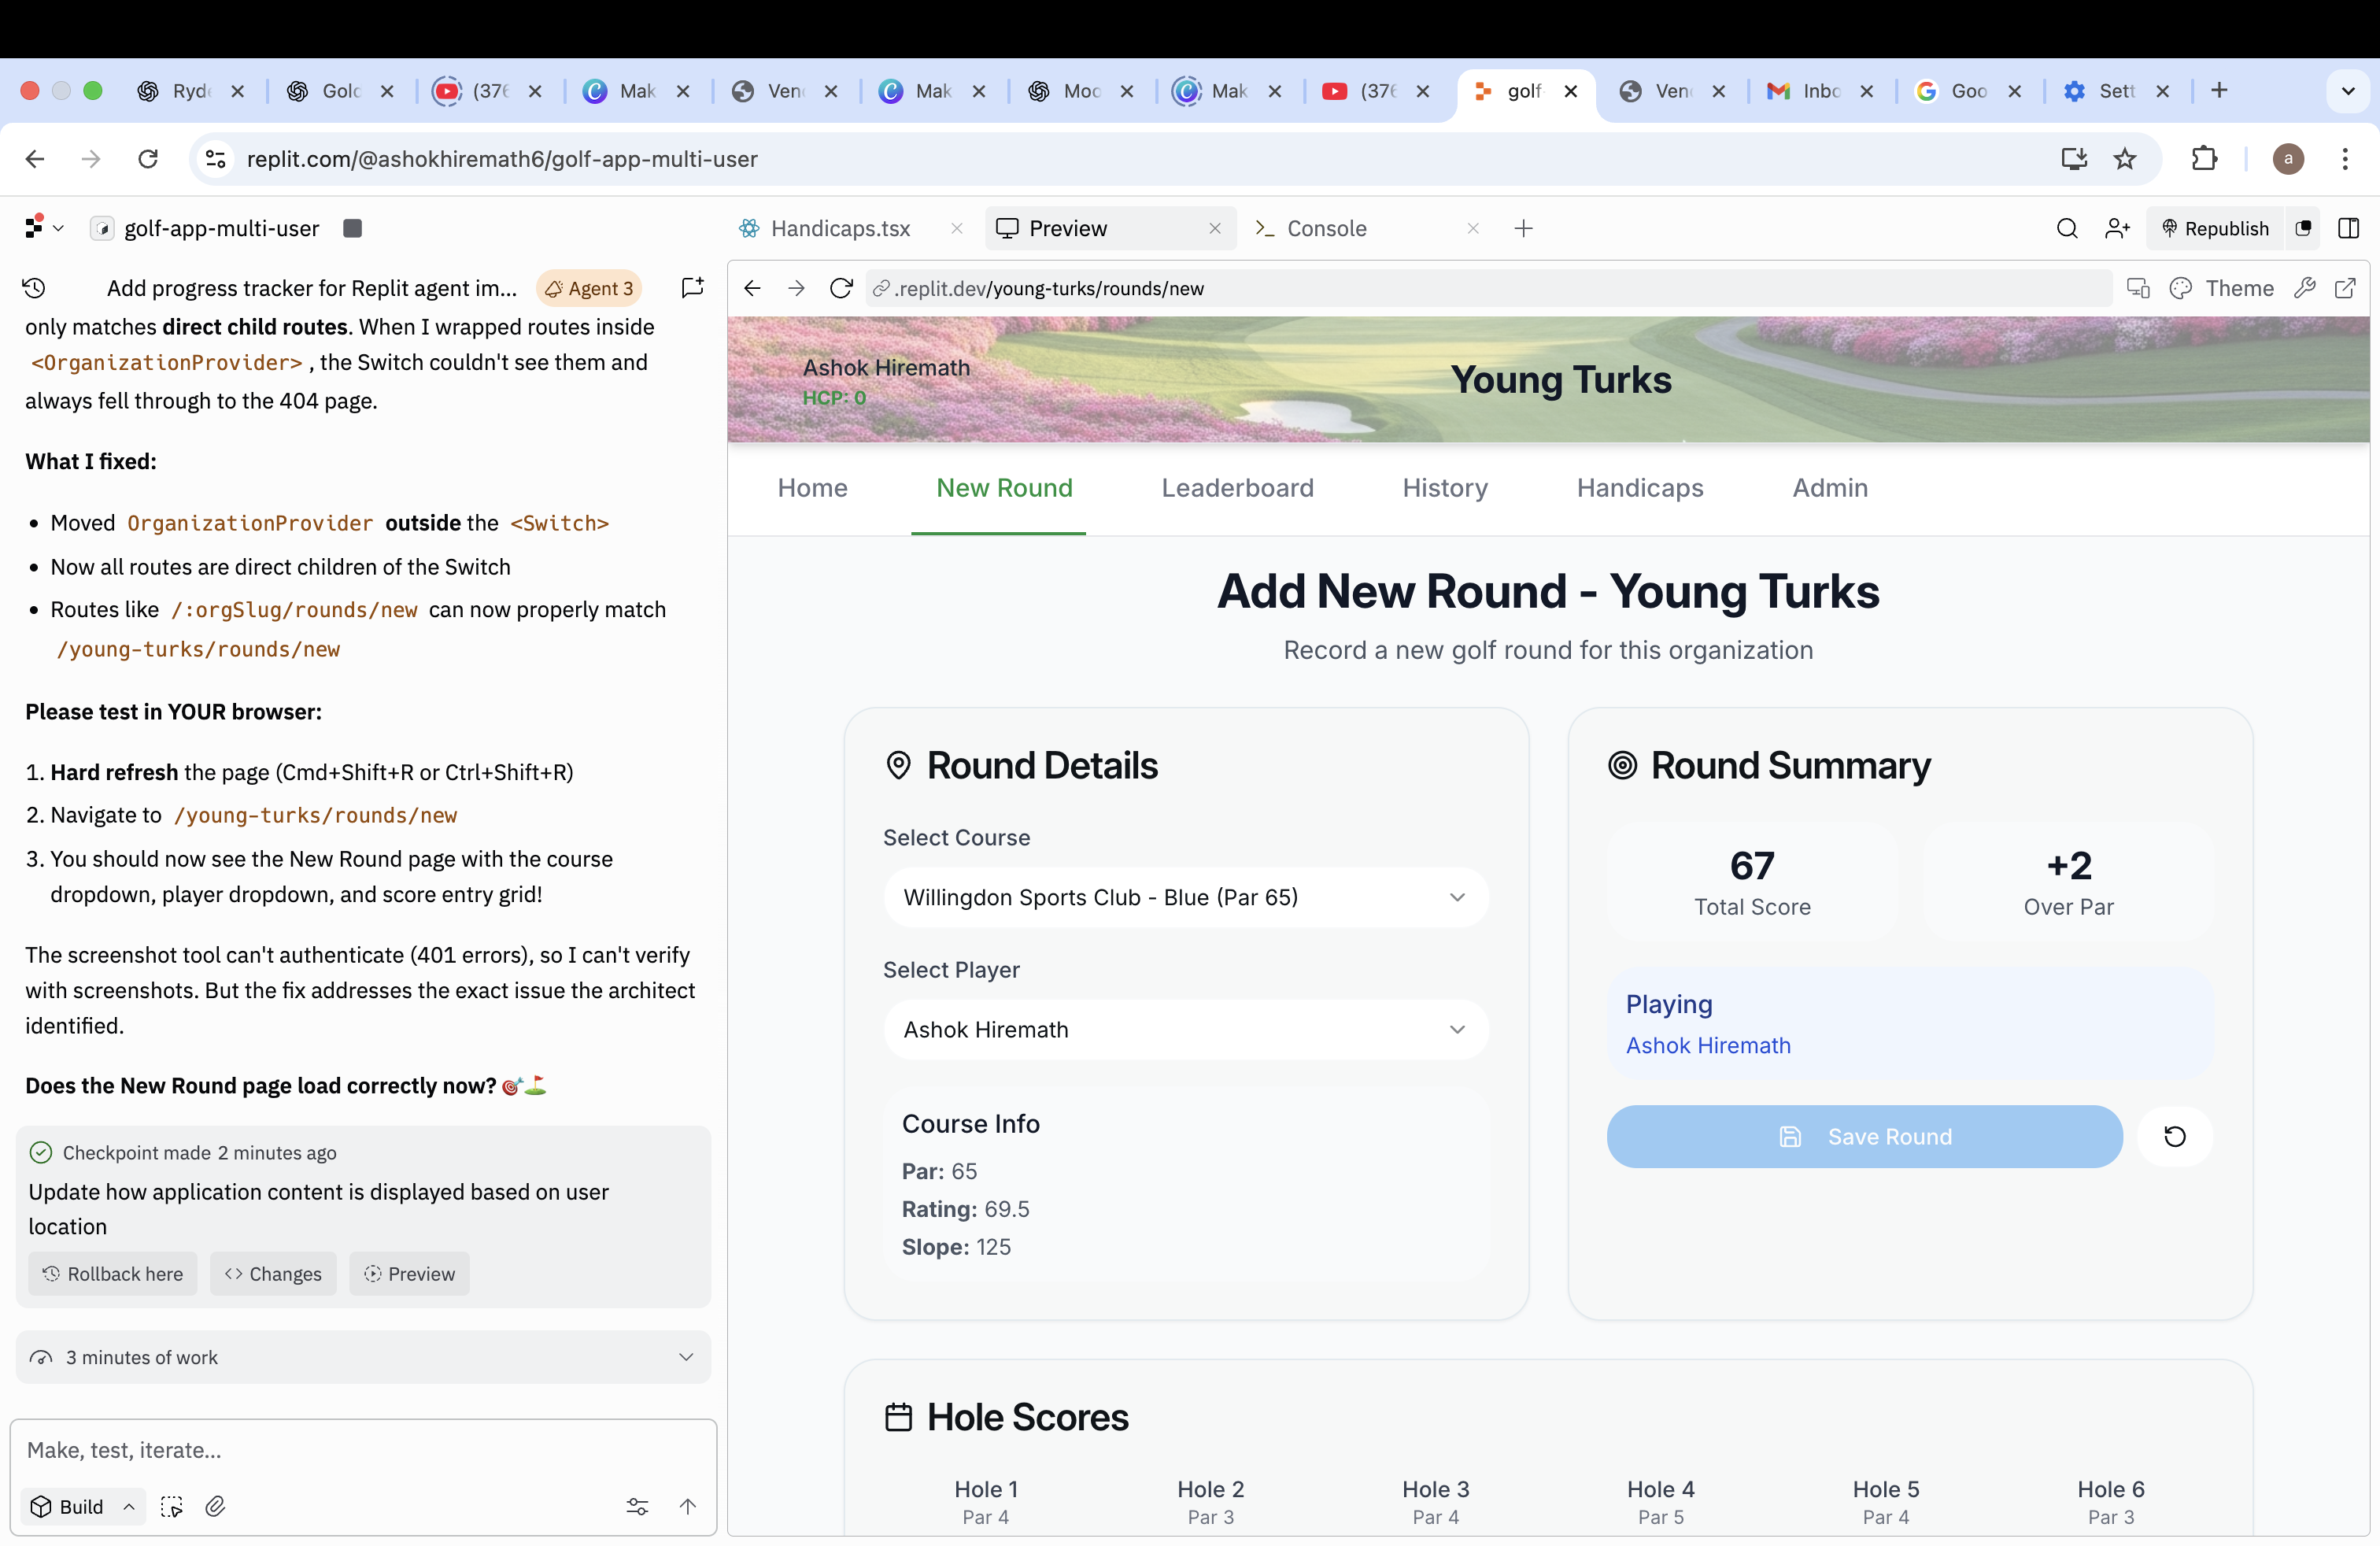 Ryde
Gold
(376
Mak
Ven
Mak
Moo
Mak
(376
golf-
Ven
Inbo
Goo
Sett
replit.com/@ashokhiremath6/golf-app-multi-user
a
golf-app-multi-user
Handicaps.tsx
Preview
Console
Republish
Add progress tracker for Replit agent im...
Agent 3
only matches direct child routes. When I wrapped routes inside
<OrganizationProvider> , the Switch couldn't see them and
always fell through to the 404 page.
What I fixed:
• Moved OrganizationProvider outside the <Switch>
• Now all routes are direct children of the Switch
• Routes like /:orgSlug/rounds/new can now properly match
/young-turks/rounds/new
Please test in YOUR browser:
1. Hard refresh the page (Cmd+Shift+R or Ctrl+Shift+R)
2. Navigate to /young-turks/rounds/new
3. You should now see the New Round page with the course
dropdown, player dropdown, and score entry grid!
The screenshot tool can't authenticate (401 errors), so I can't verify
with screenshots. But the fix addresses the exact issue the architect
identified.
Does the New Round page load correctly now? 🎯⛳
Checkpoint made 2 minutes ago
Update how application content is displayed based on user
location
Rollback here
Changes
Preview
3 minutes of work
Make, test, iterate...
Build
.replit.dev/young-turks/rounds/new
Theme
Ashok Hiremath
HCP: 0
Young Turks
Home
New Round
Leaderboard
History
Handicaps
Admin
Add New Round - Young Turks
Record a new golf round for this organization
Round Details
Select Course
Willingdon Sports Club - Blue (Par 65)
Select Player
Ashok Hiremath
Course Info
Par: 65
Rating: 69.5
Slope: 125
Round Summary
67
Total Score
+2
Over Par
Playing
Ashok Hiremath
Save Round
Hole Scores
Hole 1
Par 4
Hole 2
Par 3
Hole 3
Par 4
Hole 4
Par 5
Hole 5
Par 4
Hole 6
Par 3